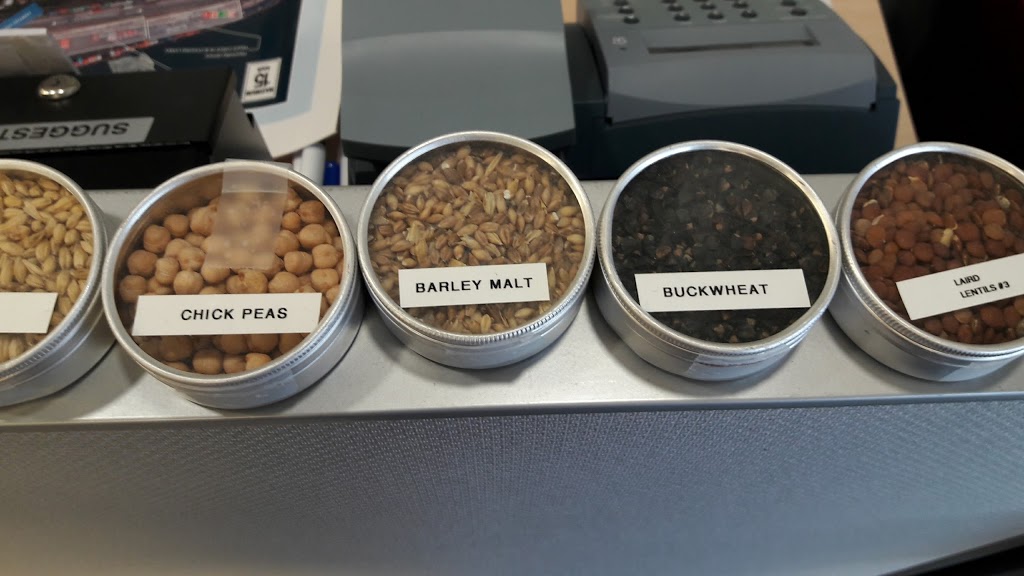 SUGGEST
15
CHICK PEAS
BARLEY MALT
BUCKWHEAT
LAIRD
LENTILS #3